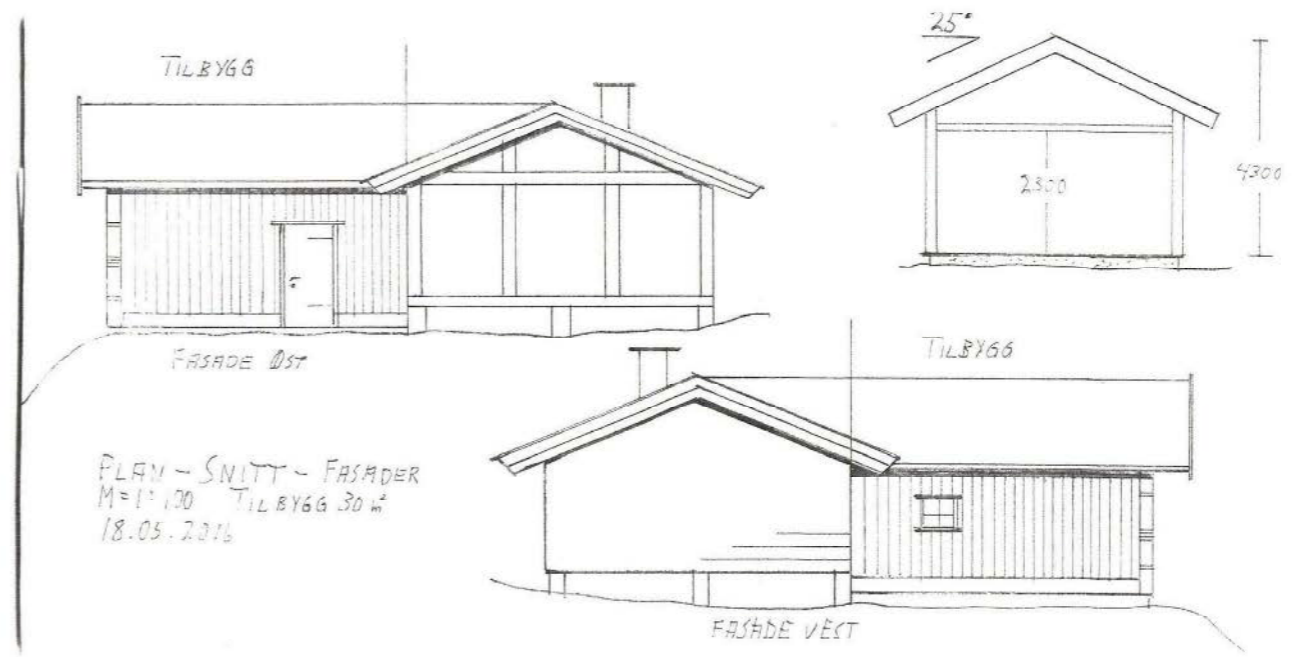 TILBYGG
25°
2300
4300
FASADE ØST
TILBYGG
PLAN - SNITT - FASADER
M=1:100 TILBYGG 30 m²
18.05.2016
FASADE VEST